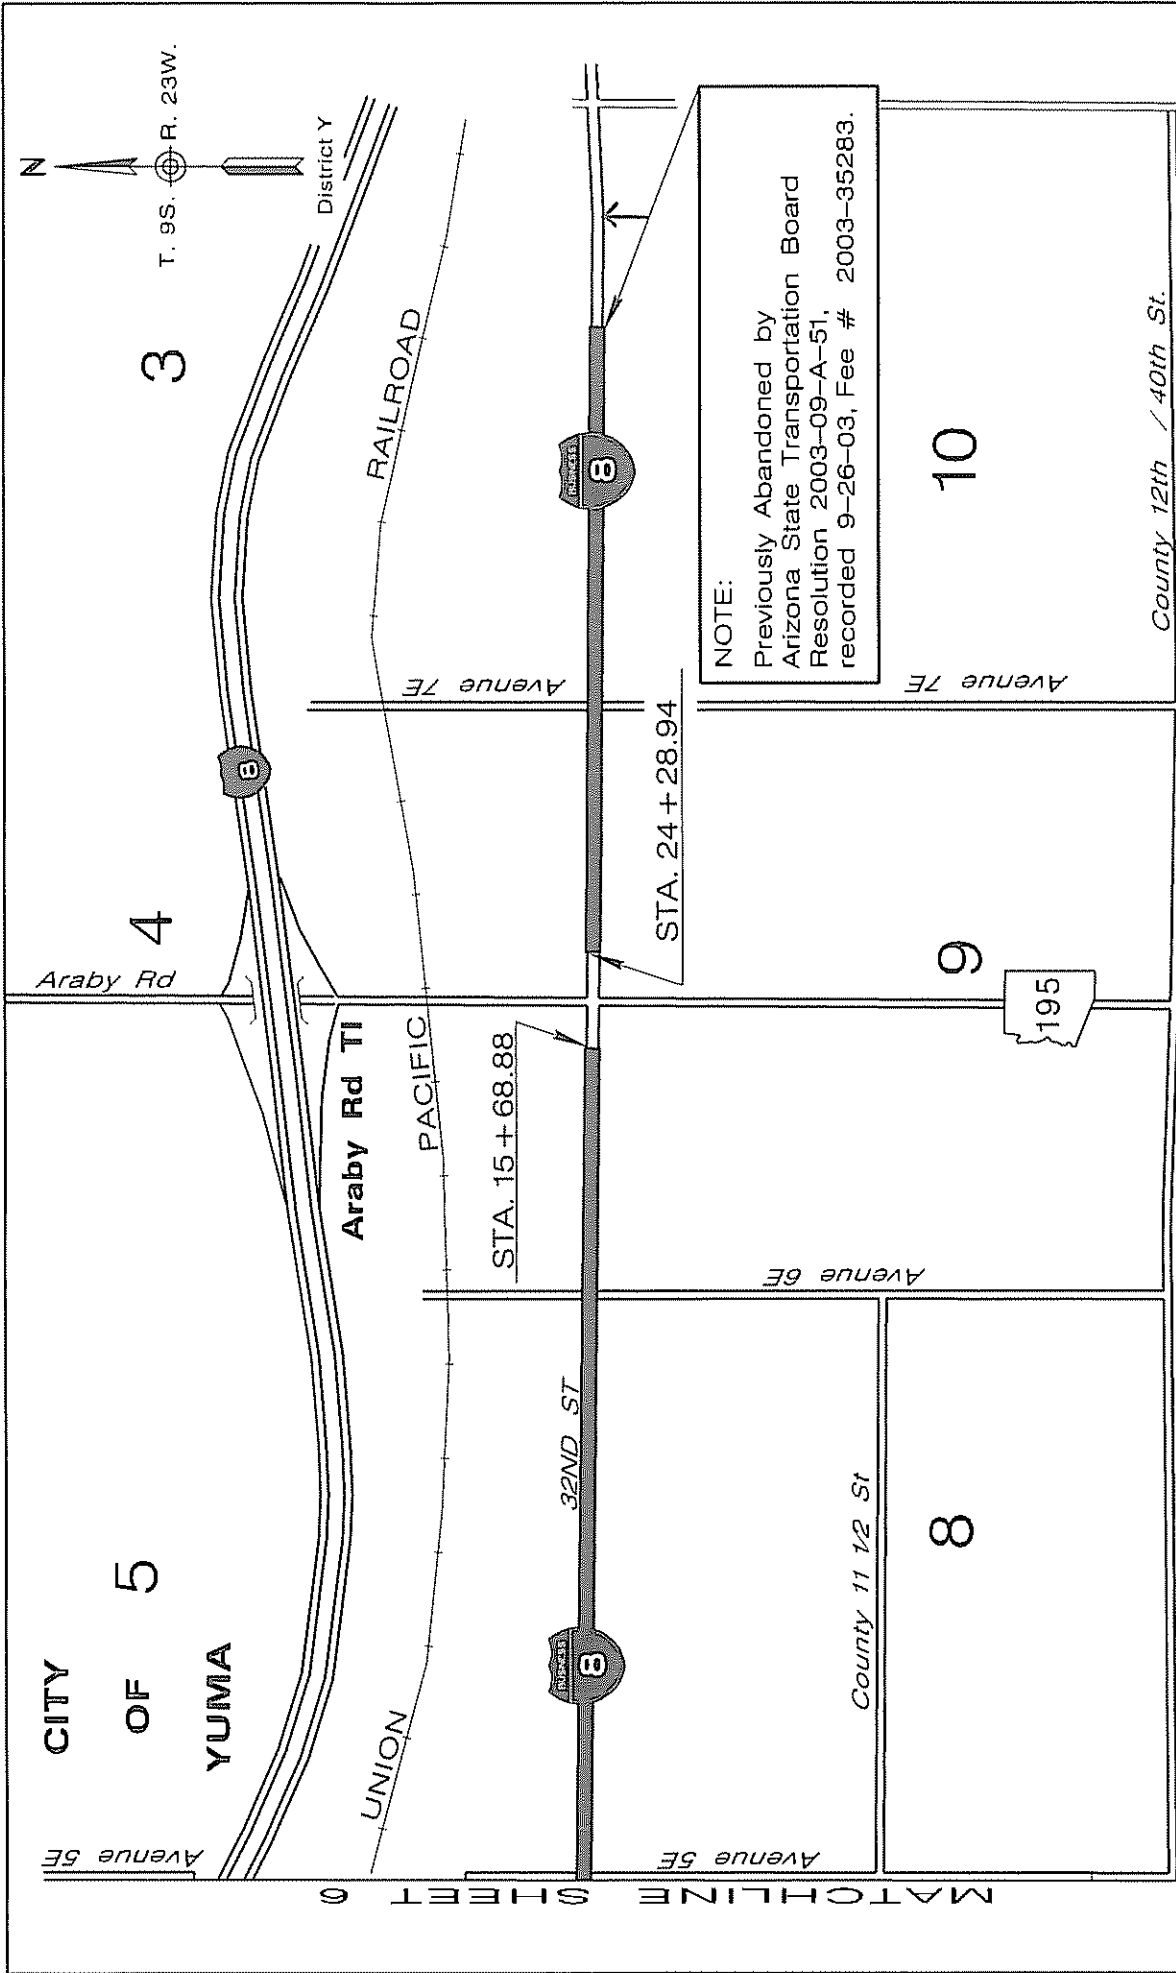 CITY
OF
YUMA
5
4
3
N
T. 9S. R. 23W.
District Y
Avenue 5E
Araby Rd
8
Araby Rd TI
UNION
PACIFIC
RAILROAD
STA. 15+68.88
32ND ST
BUSINESS
8
BUSINESS
8
STA. 24+28.94
Avenue 7E
Avenue 5E
Avenue 6E
Avenue 7E
NOTE:
Previously Abandoned by
Arizona State Transportation Board
Resolution 2003-09-A-51,
recorded 9-26-03, Fee # 2003-35283.
County 11 1/2 St
8
9
10
195
County 12th / 40th St.
MATCHLINE SHEET 6